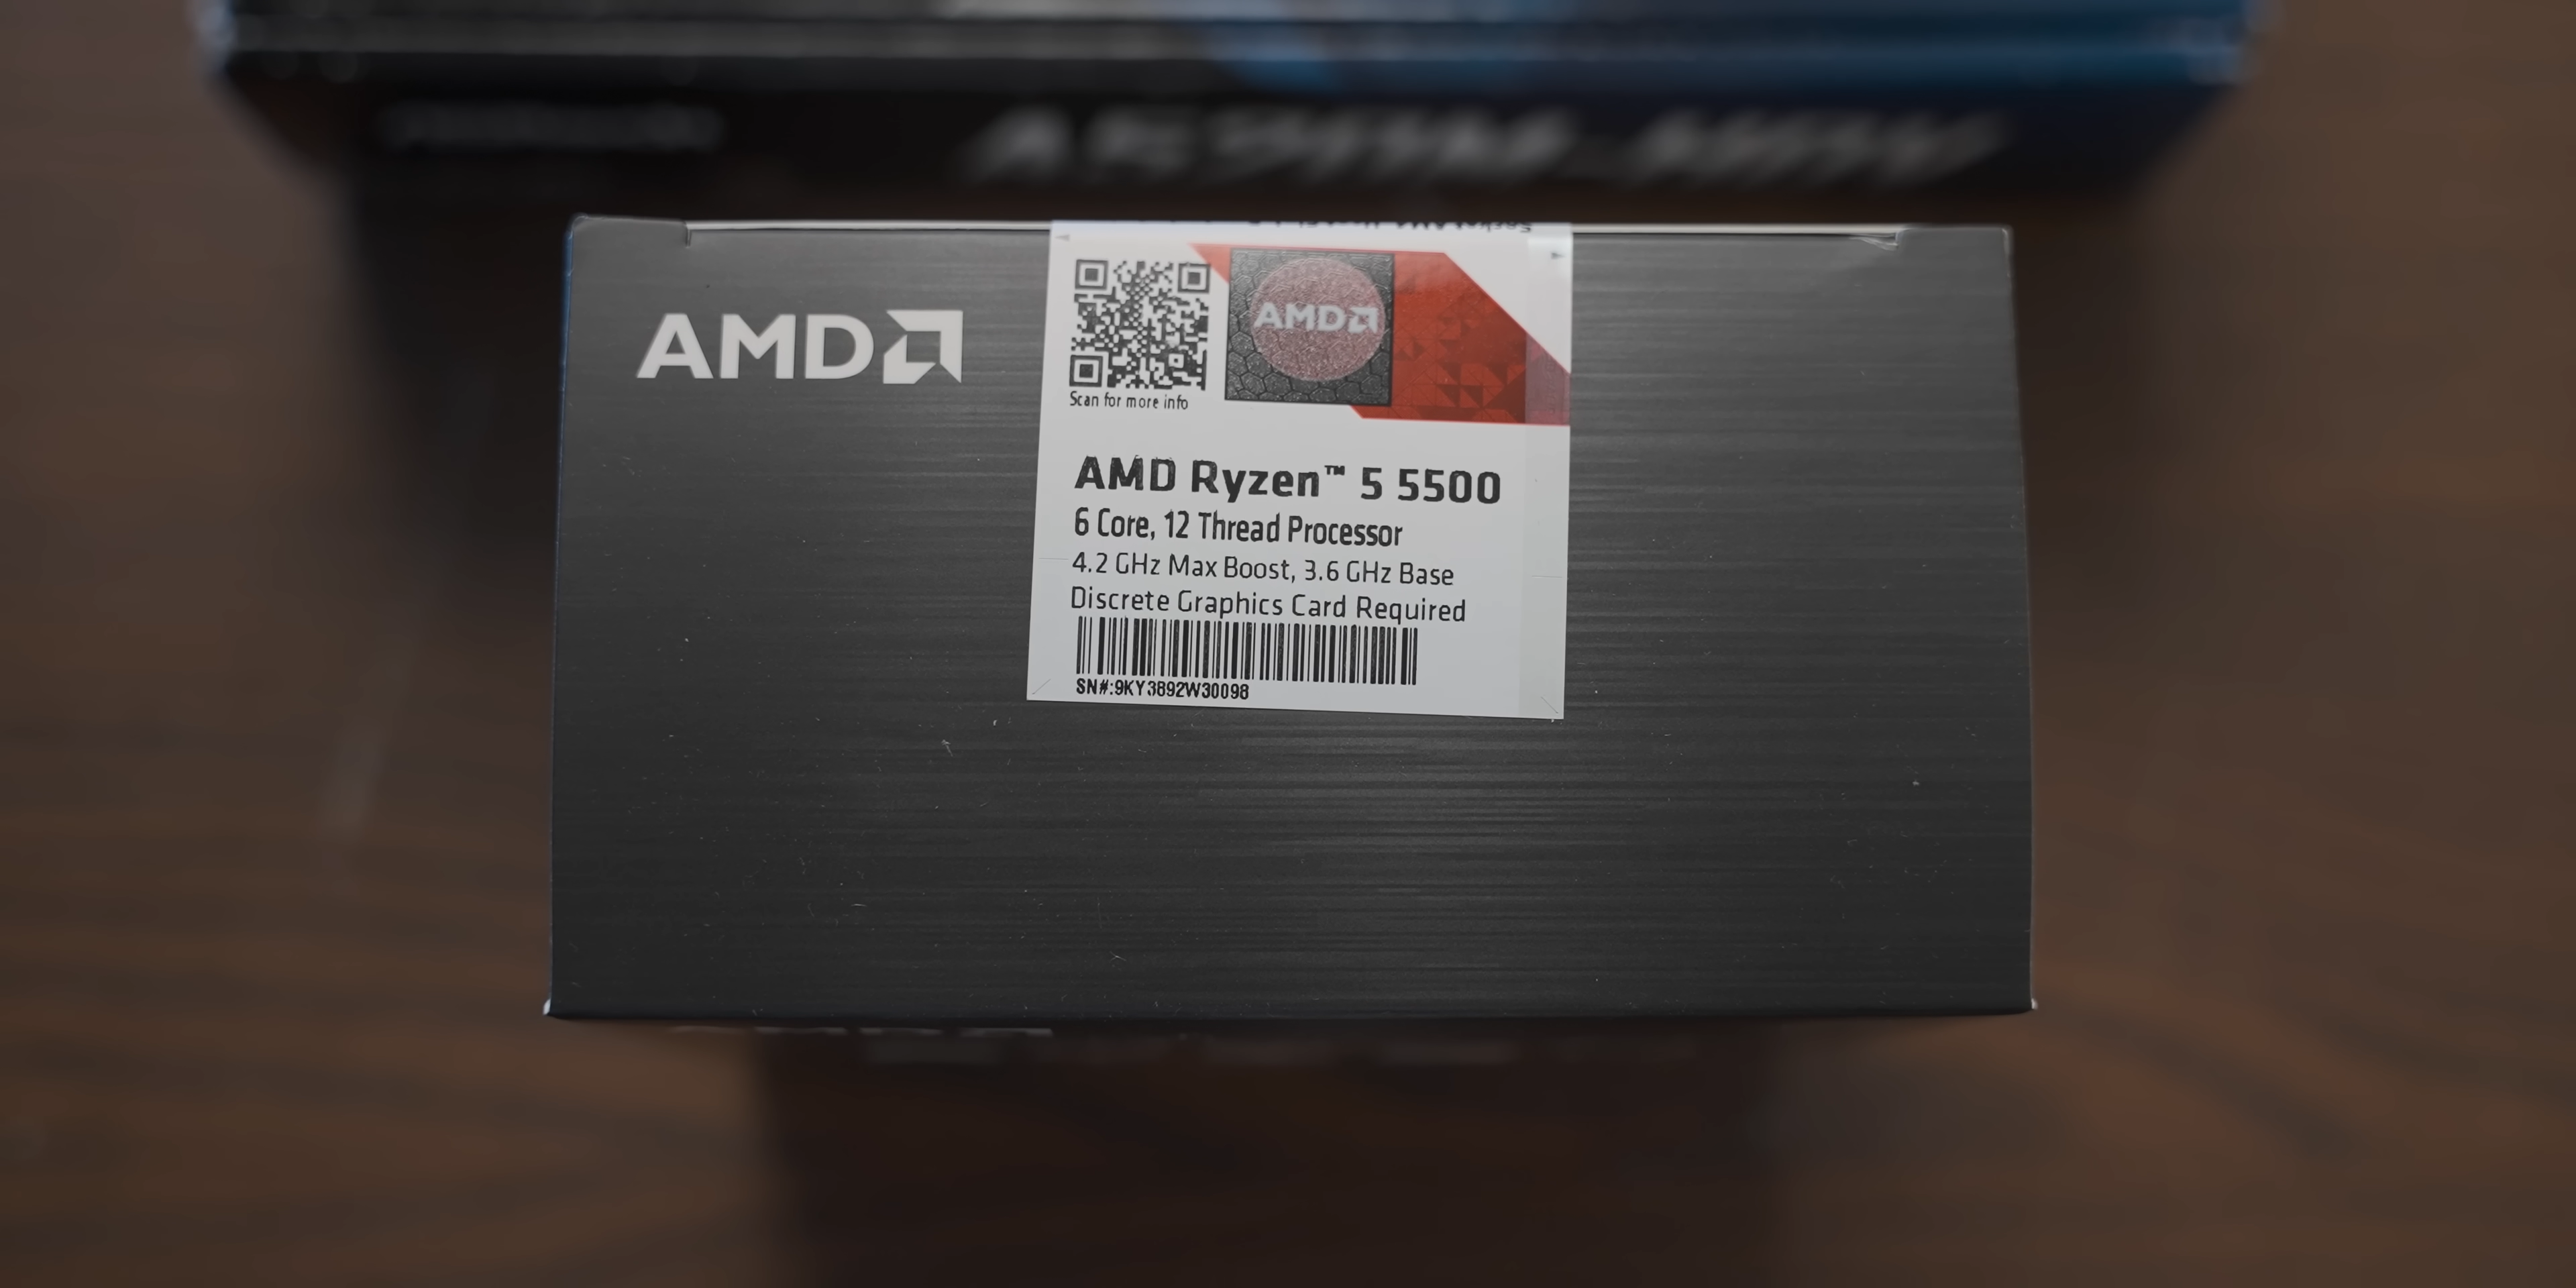 AMD
AMD
Scan for more info
AMD Ryzen™ 5 5500
6 Core, 12 Thread Processor
4.2 GHz Max Boost, 3.6 GHz Base
Discrete Graphics Card Required
SN#:9KY3892W30098